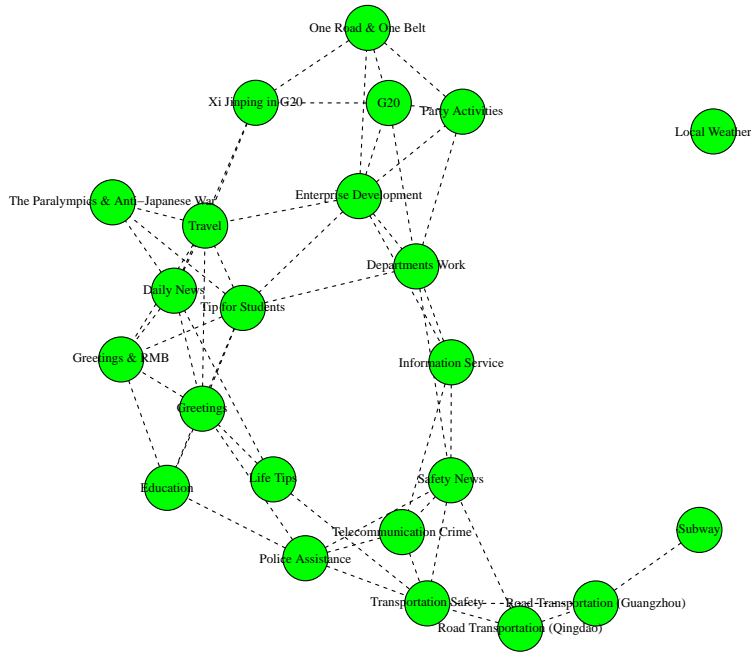 One Road & One Belt
Xi Jinping in G20
G20
Party Activities
Local Weather
Enterprise Development
The Paralympics & Anti−Japanese War
Travel
Departments Work
Daily News
Tip for Students
Greetings & RMB
Information Service
Greetings
Life Tips
Safety News
Education
Telecommunication Crime
Subway
Police Assistance
Transportation Safety
Road Transportation (Guangzhou)
Road Transportation (Qingdao)